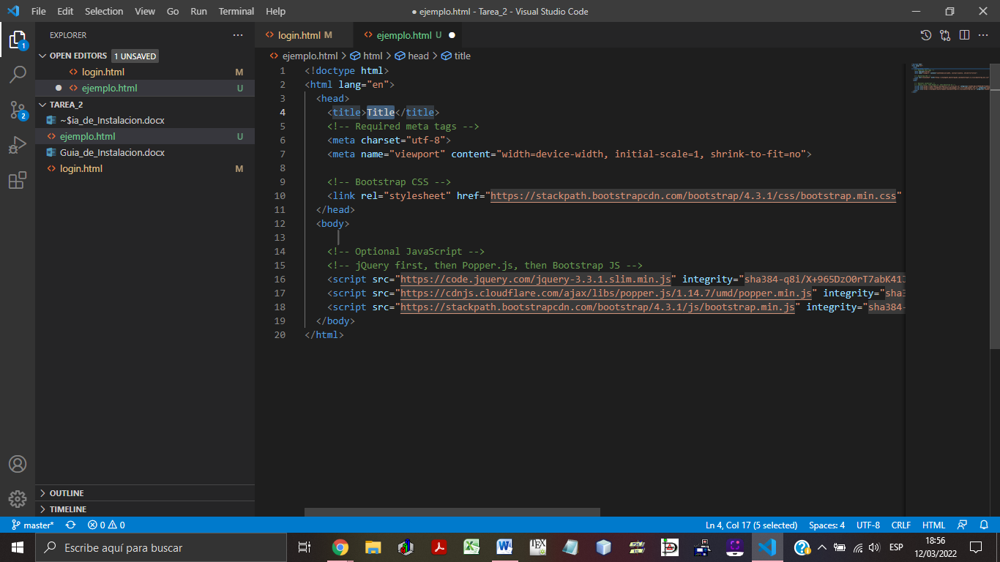 File Edit Selection View Go Run Terminal Help
● ejemplo.html - Tarea_2 - Visual Studio Code
EXPLORER
OPEN EDITORS 1 UNSAVED
login.html M
ejemplo.html U
TAREA_2
~$ia_de_Instalacion.docx
ejemplo.html U
Guia_de_Instalacion.docx
login.html M
OUTLINE
TIMELINE
login.html M ejemplo.html U
ejemplo.html > html > head > title
1 <!doctype html>
2 <html lang="en">
3 <head>
4 <title>Title</title>
5 <!-- Required meta tags -->
6 <meta charset="utf-8">
7 <meta name="viewport" content="width=device-width, initial-scale=1, shrink-to-fit=no">
8
9 <!-- Bootstrap CSS -->
10 <link rel="stylesheet" href="https://stackpath.bootstrapcdn.com/bootstrap/4.3.1/css/bootstrap.min.css"
11 </head>
12 <body>
13
14 <!-- Optional JavaScript -->
15 <!-- jQuery first, then Popper.js, then Bootstrap JS -->
16 <script src="https://code.jquery.com/jquery-3.3.1.slim.min.js" integrity="sha384-q8i/X+965DzO0rT7abK41
17 <script src="https://cdnjs.cloudflare.com/ajax/libs/popper.js/1.14.7/umd/popper.min.js" integrity="sha3
18 <script src="https://stackpath.bootstrapcdn.com/bootstrap/4.3.1/js/bootstrap.min.js" integrity="sha384-
19 </body>
20 </html>
1
2
master* 0 0 Ln 4, Col 17 (5 selected) Spaces: 4 UTF-8 CRLF HTML
Escribe aquí para buscar
ESP
18:56
12/03/2022